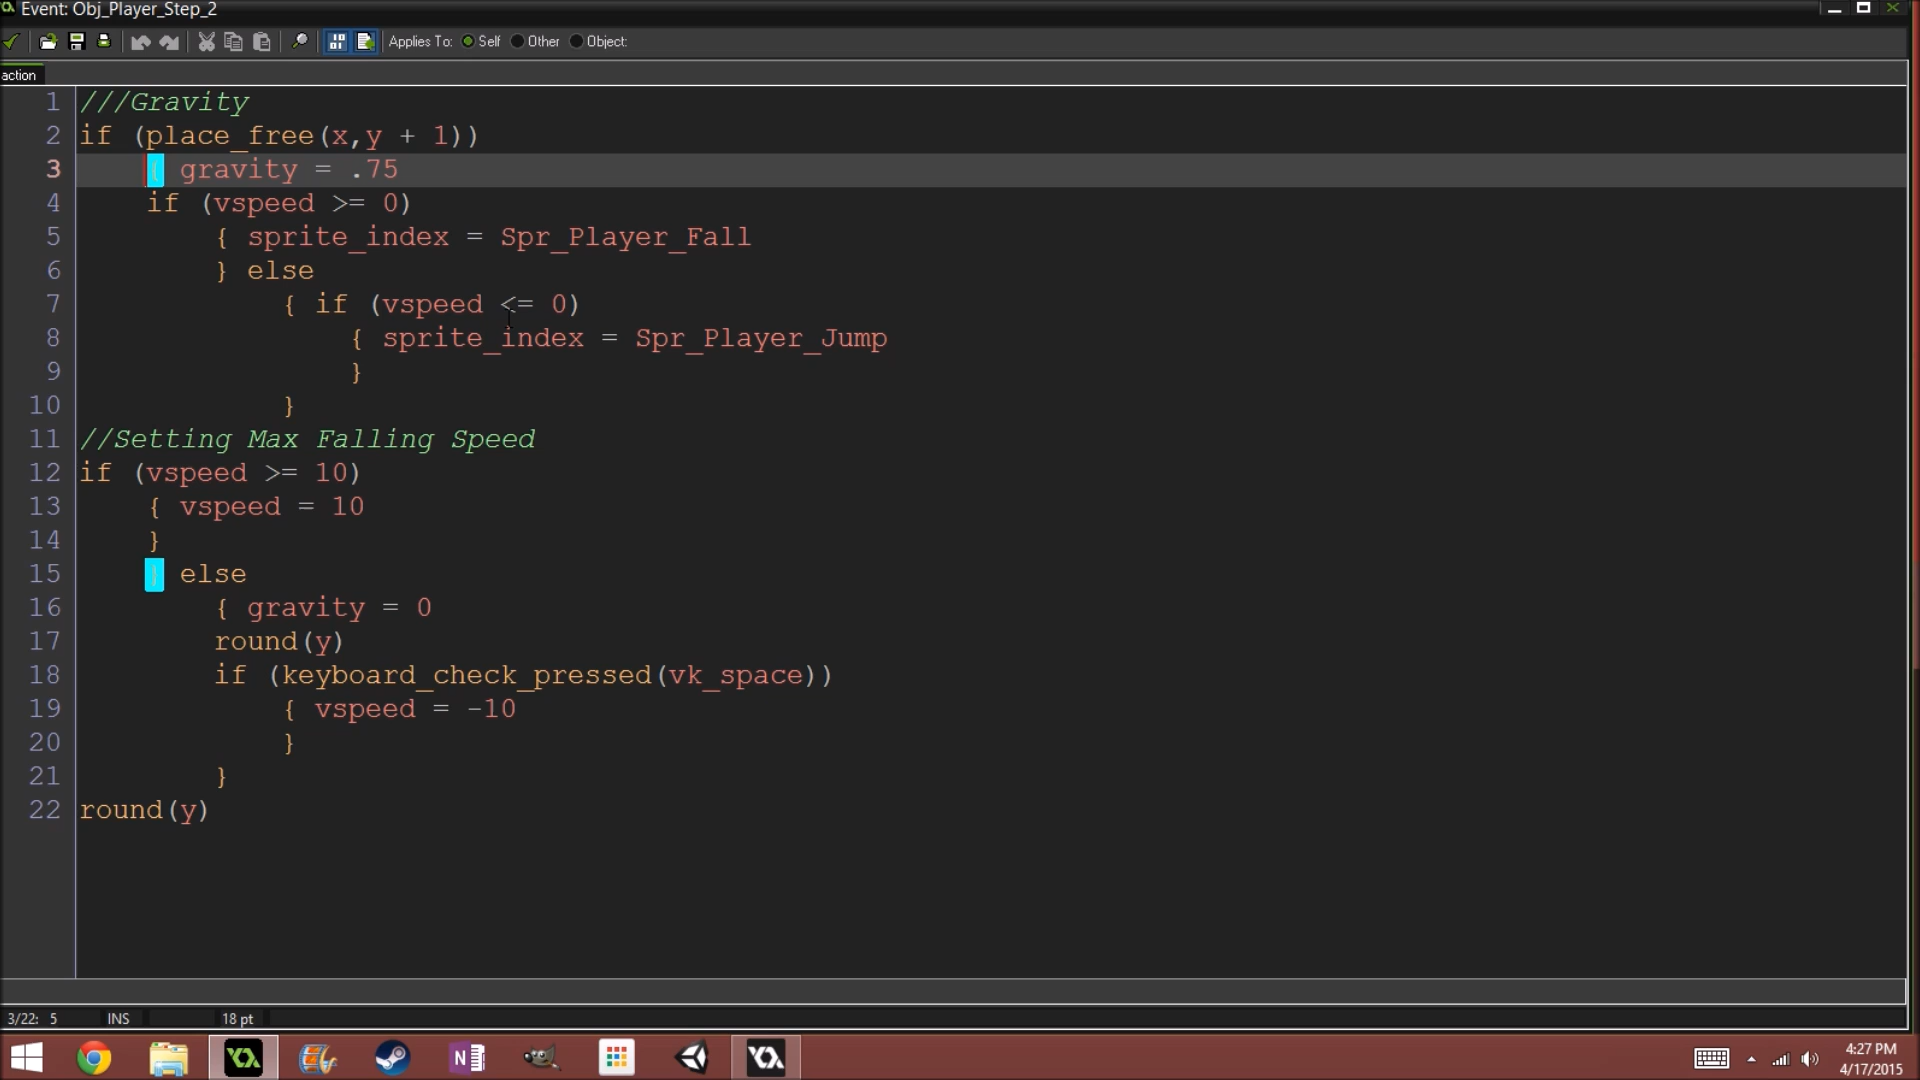 Event: Obj_Player_Step_2
Applies To: Self Other Object:
action
1 ///Gravity
2 if (place_free(x,y + 1))
3 { gravity = .75
4 if (vspeed >= 0)
5 { sprite_index = Spr_Player_Fall
6 } else
7 { if (vspeed <= 0)
8 { sprite_index = Spr_Player_Jump
9 }
10 }
11 //Setting Max Falling Speed
12 if (vspeed >= 10)
13 { vspeed = 10
14 }
15 } else
16 { gravity = 0
17 round(y)
18 if (keyboard_check_pressed(vk_space))
19 { vspeed = -10
20 }
21 }
22 round(y)
3/22: 5 INS 18 pt
4:27 PM
4/17/2015